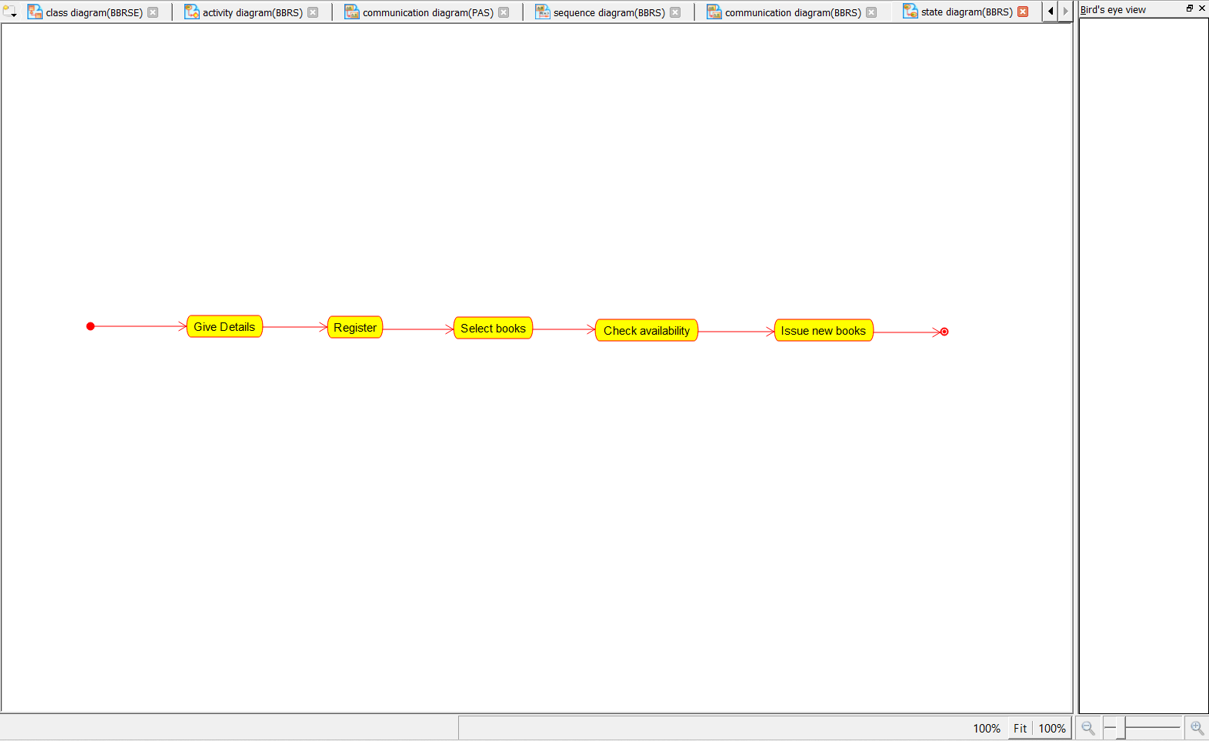 class diagram(BBRSE)
activity diagram(BBRS)
communication diagram(PAS)
sequence diagram(BBRS)
communication diagram(BBRS)
state diagram(BBRS)
Bird's eye view
Give Details
Register
Select books
Check availability
Issue new books
100%
Fit
100%